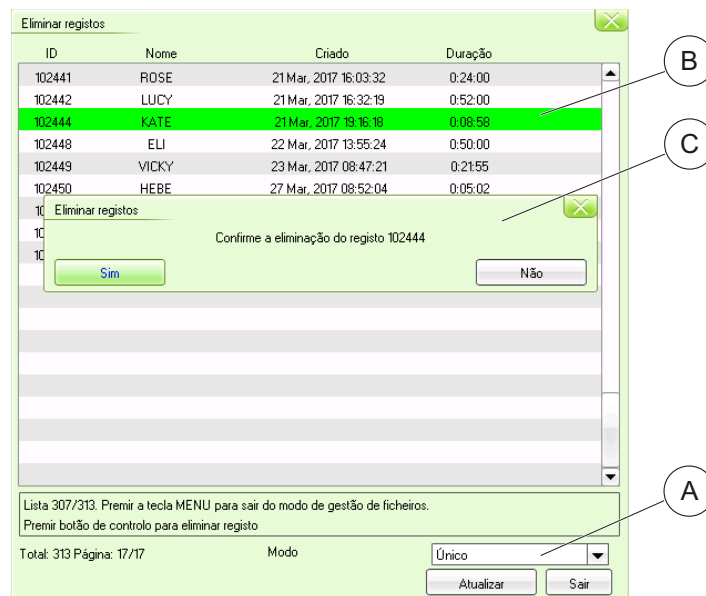 Eliminar registos
ID Nome Criado Duração
102441 ROSE 21 Mar, 2017 16:03:32 0:24:00
B
102442 LUCY 21 Mar, 2017 16:32:19 0:52:00
102444 KATE 21 Mar, 2017 19:16:18 0:08:58
C
102448 ELI 22 Mar, 2017 13:55:24 0:50:00
102449 VICKY 23 Mar, 2017 08:47:21 0:21:55
102450 HEBE 27 Mar, 2017 08:52:04 0:05:02
10
Eliminar registos
10
Confirme a eliminação do registo 102444
10
Sim Não
A
Lista 307/313. Premir a tecla MENU para sair do modo de gestão de ficheiros.
Premir botão de controlo para eliminar registo
Total: 313 Página: 17/17 Modo Único
Atualizar Sair